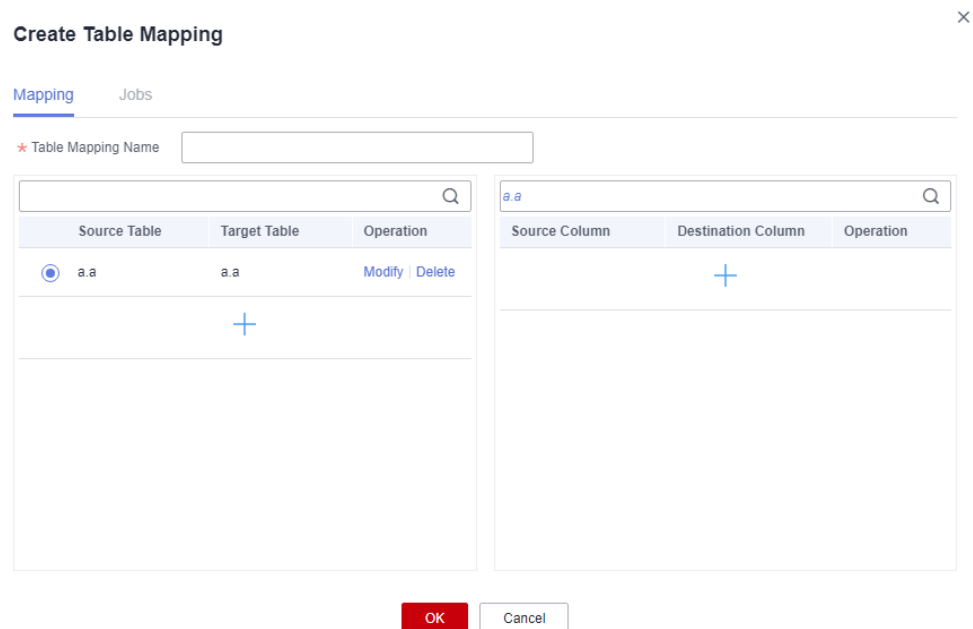 Create Table Mapping
Mapping Jobs
* Table Mapping Name
a.a
Source Table Target Table Operation
Source Column Destination Column Operation
a.a a.a Modify | Delete
OK Cancel